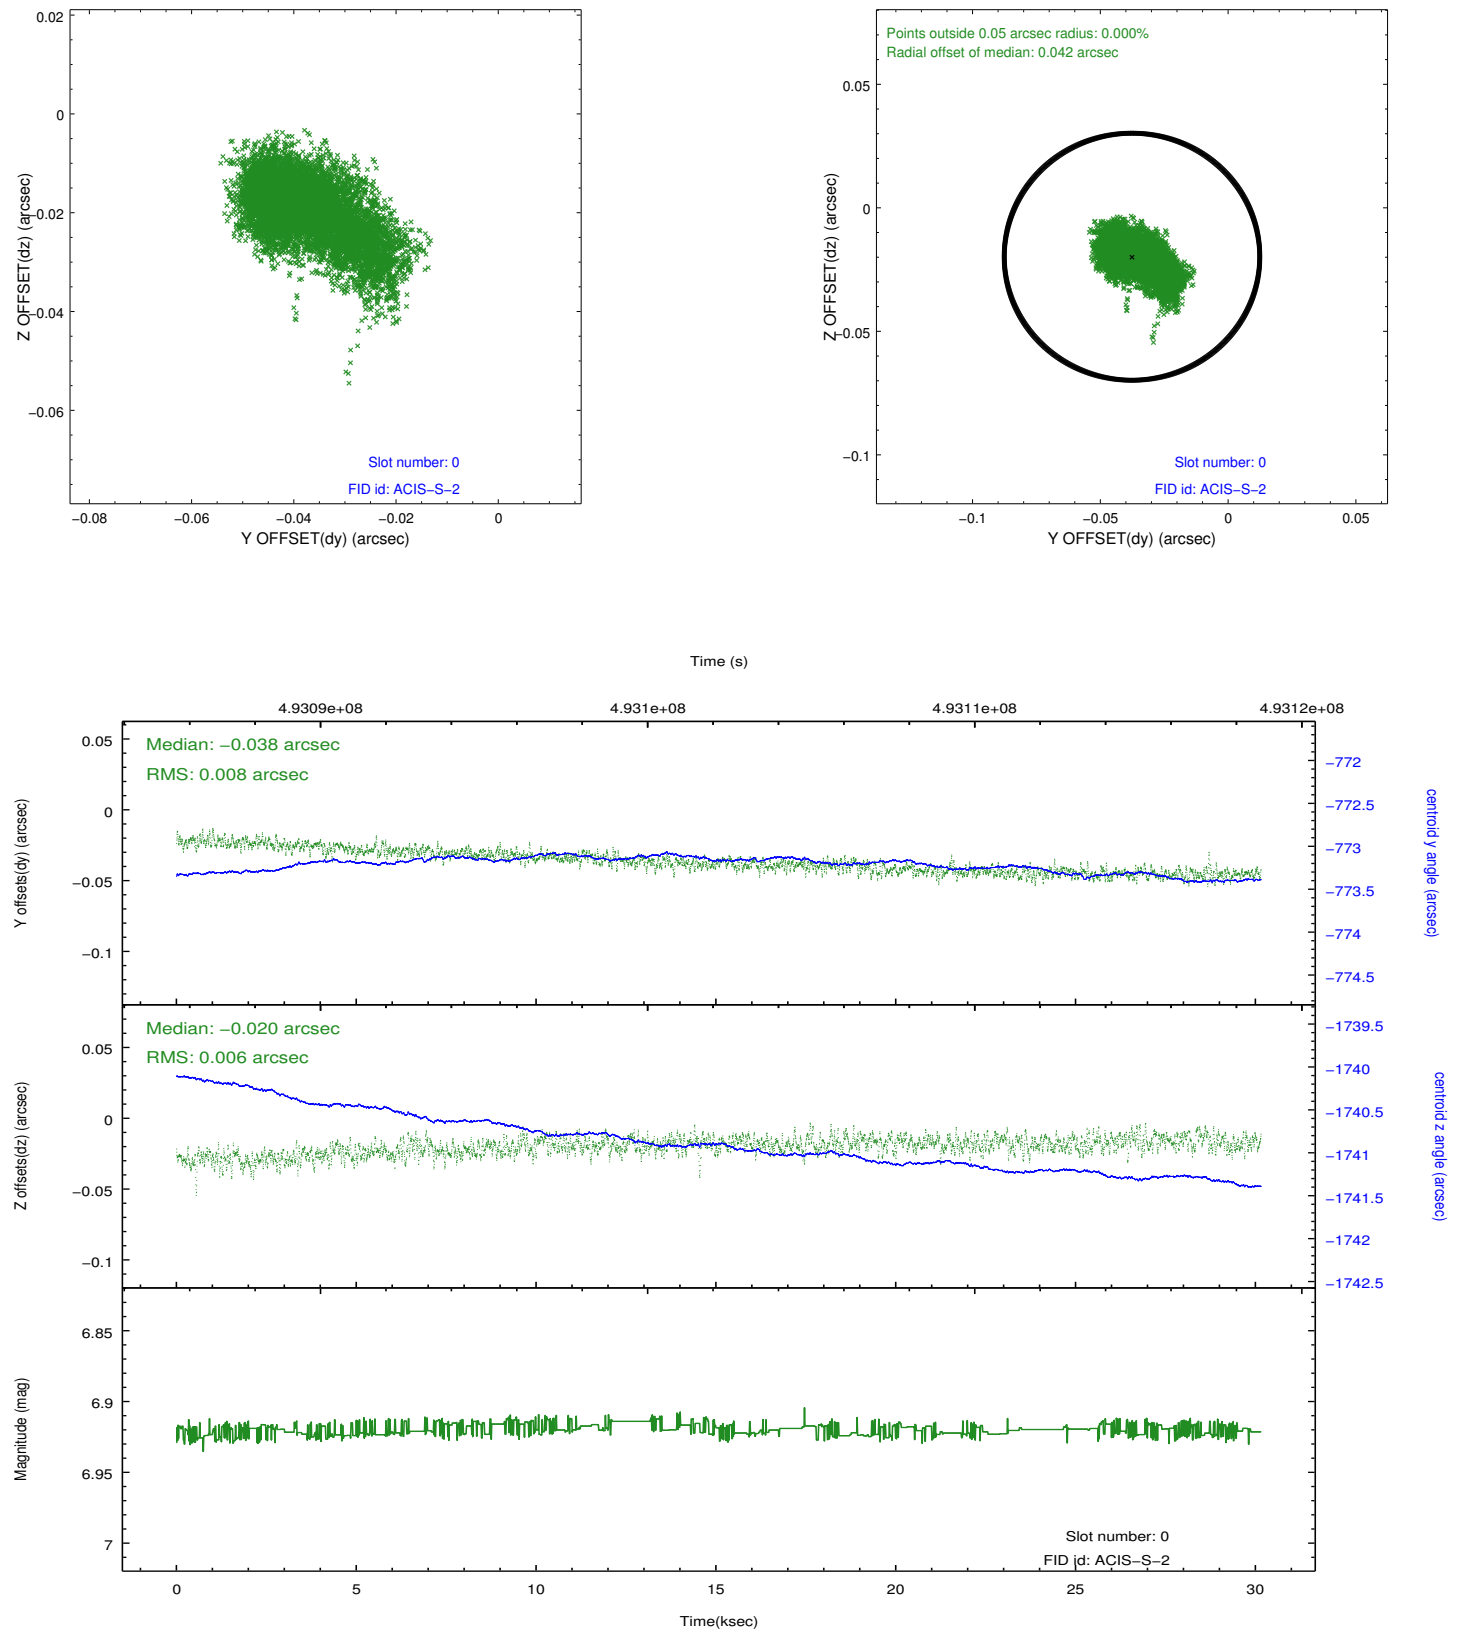 0.02
0
−0.02
−0.04
−0.06
Z OFFSET(dz) (arcsec)
Slot number: 0
FID id: ACIS−S−2
−0.08
−0.06
−0.04
−0.02
0
Y OFFSET(dy) (arcsec)
Points outside 0.05 arcsec radius: 0.000%
Radial offset of median: 0.042 arcsec
0.05
0
−0.05
−0.1
Z OFFSET(dz) (arcsec)
Slot number: 0
FID id: ACIS−S−2
−0.1
−0.05
0
0.05
Y OFFSET(dy) (arcsec)
Time (s)
4.9309e+08
4.931e+08
4.9311e+08
4.9312e+08
Median: −0.038 arcsec
RMS: 0.008 arcsec
0.05
0
−0.05
−0.1
Y offsets(dy) (arcsec)
−772
−772.5
−773
−773.5
−774
−774.5
centroid y angle (arcsec)
Median: −0.020 arcsec
RMS: 0.006 arcsec
0.05
0
−0.05
−0.1
Z offsets(dz) (arcsec)
−1739.5
−1740
−1740.5
−1741
−1741.5
−1742
−1742.5
centroid z angle (arcsec)
6.85
6.9
6.95
7
Magnitude (mag)
Slot number: 0
FID id: ACIS−S−2
0
5
10
15
20
25
30
Time(ksec)